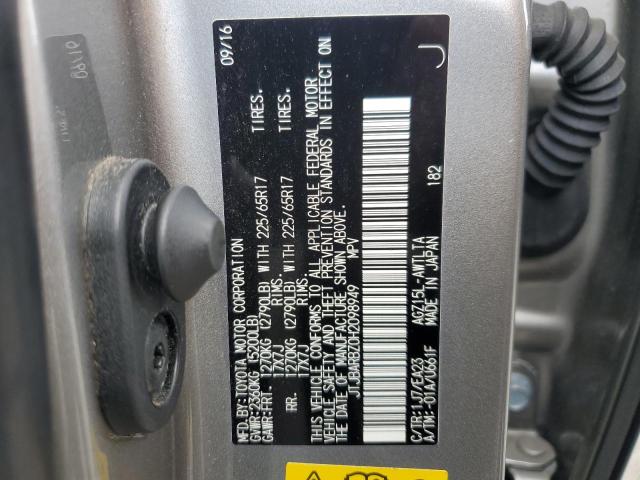 09/16
J
MFD.BY:TOYOTA MOTOR CORPORATION
GVWR:2360KG (5200LB)
GAWR:FRT. 1270KG (2790LB) WITH 225/65R17 TIRES.
17X7J RIMS.
RR. 1270KG (2790LB) WITH 225/65R17 TIRES.
17X7J RIMS.
THIS VEHICLE CONFORMS TO ALL APPLICABLE FEDERAL MOTOR
VEHICLE SAFETY AND THEFT PREVENTION STANDARDS IN EFFECT ON
THE DATE OF MANUFACTURE SHOWN ABOVE.
JTJBARBZ0H2098949 MPV
182
C/TR:1J7/EA23 AGZ15L-AWTLTA
A/TM:-01A/U661F MADE IN JAPAN